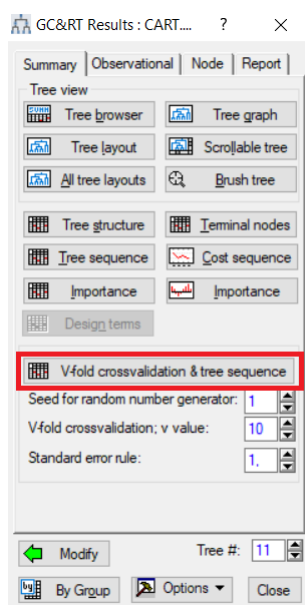 GC&RT Results : CART.... ? ×
Summary Observational Node Report
Tree view
Tree browser Tree graph
Tree layout Scrollable tree
All tree layouts Brush tree
Tree structure Terminal nodes
Tree sequence Cost sequence
Importance Importance
Design terms
V-fold crossvalidation & tree sequence
Seed for random number generator: 1
V-fold crossvalidation; v value: 10
Standard error rule: 1.
Modify Tree #: 11
By Group Options Close